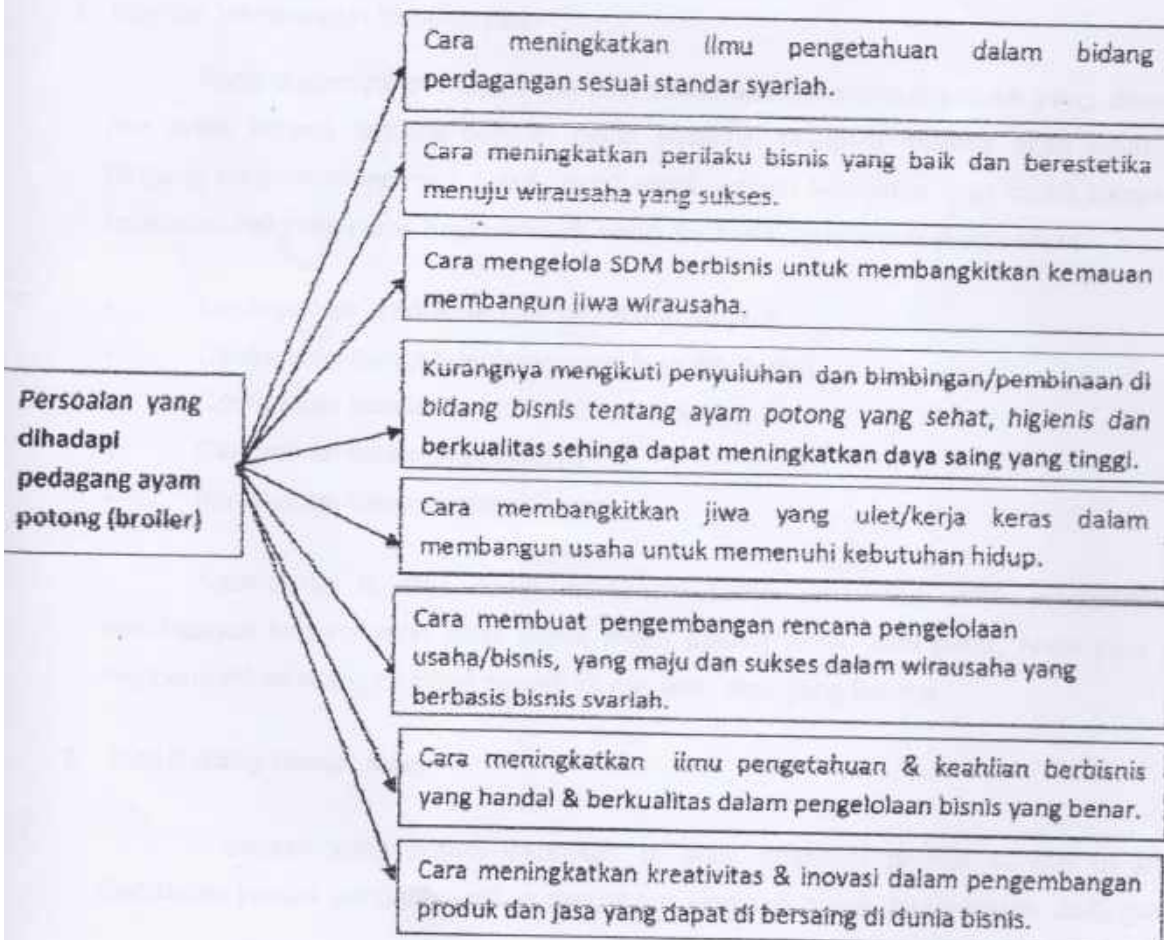 Cara meningkatkan ilmu pengetahuan dalam bidang
perdagangan sesuai standar syariah.
Cara meningkatkan perilaku bisnis yang baik dan berestetika
menuju wirausaha yang sukses.
Cara mengelola SDM berbisnis untuk membangkitkan kemauan
membangun jiwa wirausaha.
Persoalan yang
dihadapi
pedagang ayam
potong (broiler)
Kurangnya mengikuti penyuluhan dan bimbingan/pembinaan di
bidang bisnis tentang ayam potong yang sehat, higienis dan
berkualitas sehinga dapat meningkatkan daya saing yang tinggi.
Cara membangkitkan jiwa yang ulet/kerja keras dalam
membangun usaha untuk memenuhi kebutuhan hidup.
Cara membuat pengembangan rencana pengelolaan
usaha/bisnis, yang maju dan sukses dalam wirausaha yang
berbasis bisnis syariah.
Cara meningkatkan ilmu pengetahuan & keahlian berbisnis
yang handal & berkualitas dalam pengelolaan bisnis yang benar.
Cara meningkatkan kreativitas & inovasi dalam pengembangan
produk dan jasa yang dapat di bersaing di dunia bisnis.